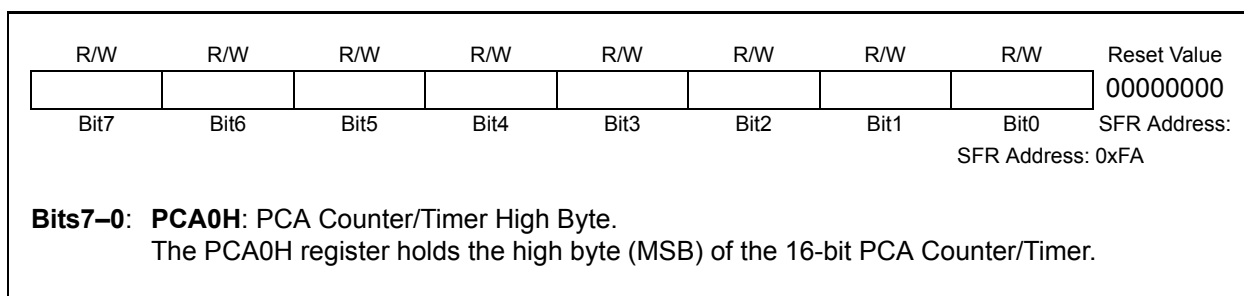 R/W R/W R/W R/W R/W R/W R/W R/W Reset Value
00000000
Bit7 Bit6 Bit5 Bit4 Bit3 Bit2 Bit1 Bit0 SFR Address:
SFR Address: 0xFA
Bits7–0: PCA0H: PCA Counter/Timer High Byte.
The PCA0H register holds the high byte (MSB) of the 16-bit PCA Counter/Timer.